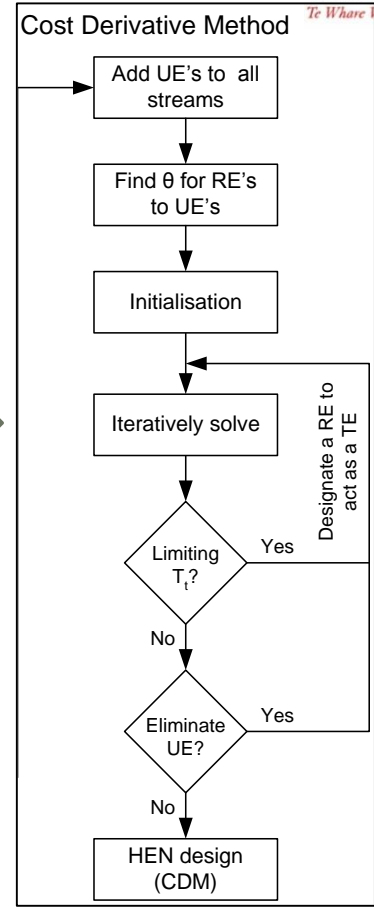 Cost Derivative Method
Te Whare
Add UE's to all
streams
Find θ for RE's
to UE's
Initialisation
Iteratively solve
Designate a RE to
act as a TE
Limiting
Tt?
Yes
No
Eliminate
UE?
Yes
No
HEN design
(CDM)